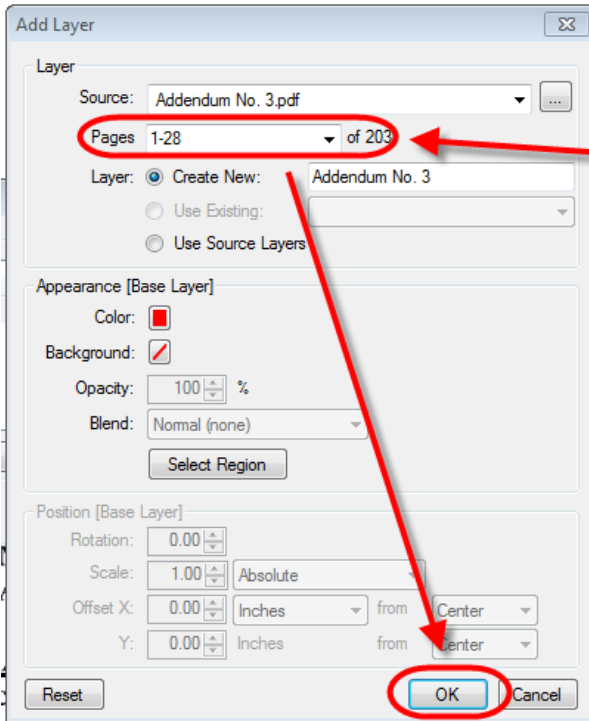 Add Layer
Layer
Source: Addendum No. 3.pdf ...
Pages 1-28 of 203
Layer: Create New: Addendum No. 3
Use Existing:
Use Source Layers
Appearance [Base Layer]
Color:
Background:
Opacity: 100 %
Blend: Normal (none)
Select Region
Position [Base Layer]
Rotation: 0.00
Scale: 1.00 Absolute
Offset X: 0.00 Inches from Center
Y: 0.00 Inches from Center
Reset OK Cancel